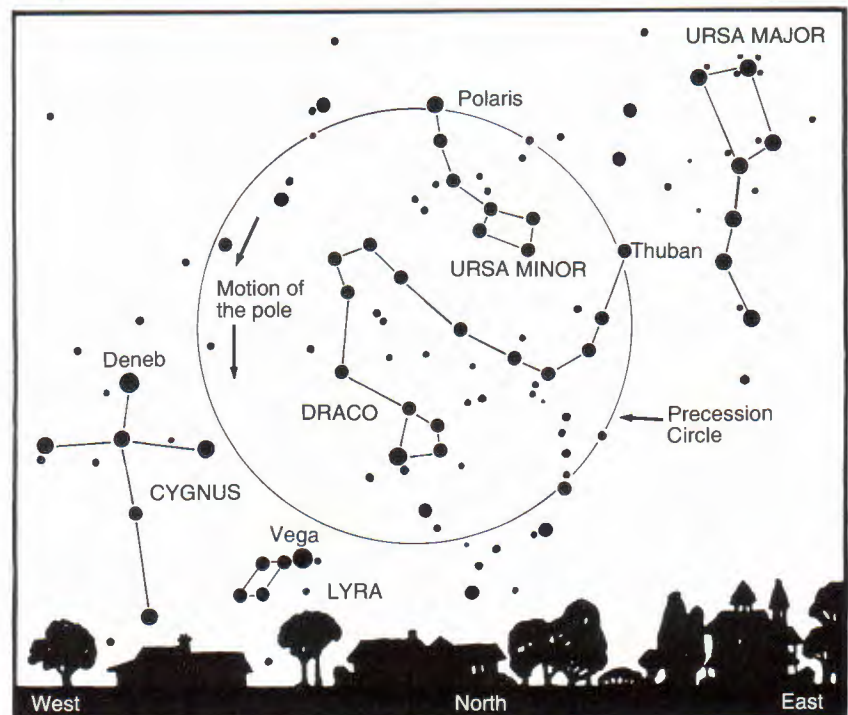 URSA MAJOR
Polaris
URSA MINOR
Thuban
Motion of
the pole
Deneb
DRACO
Precession
Circle
CYGNUS
Vega
LYRA
West
North
East